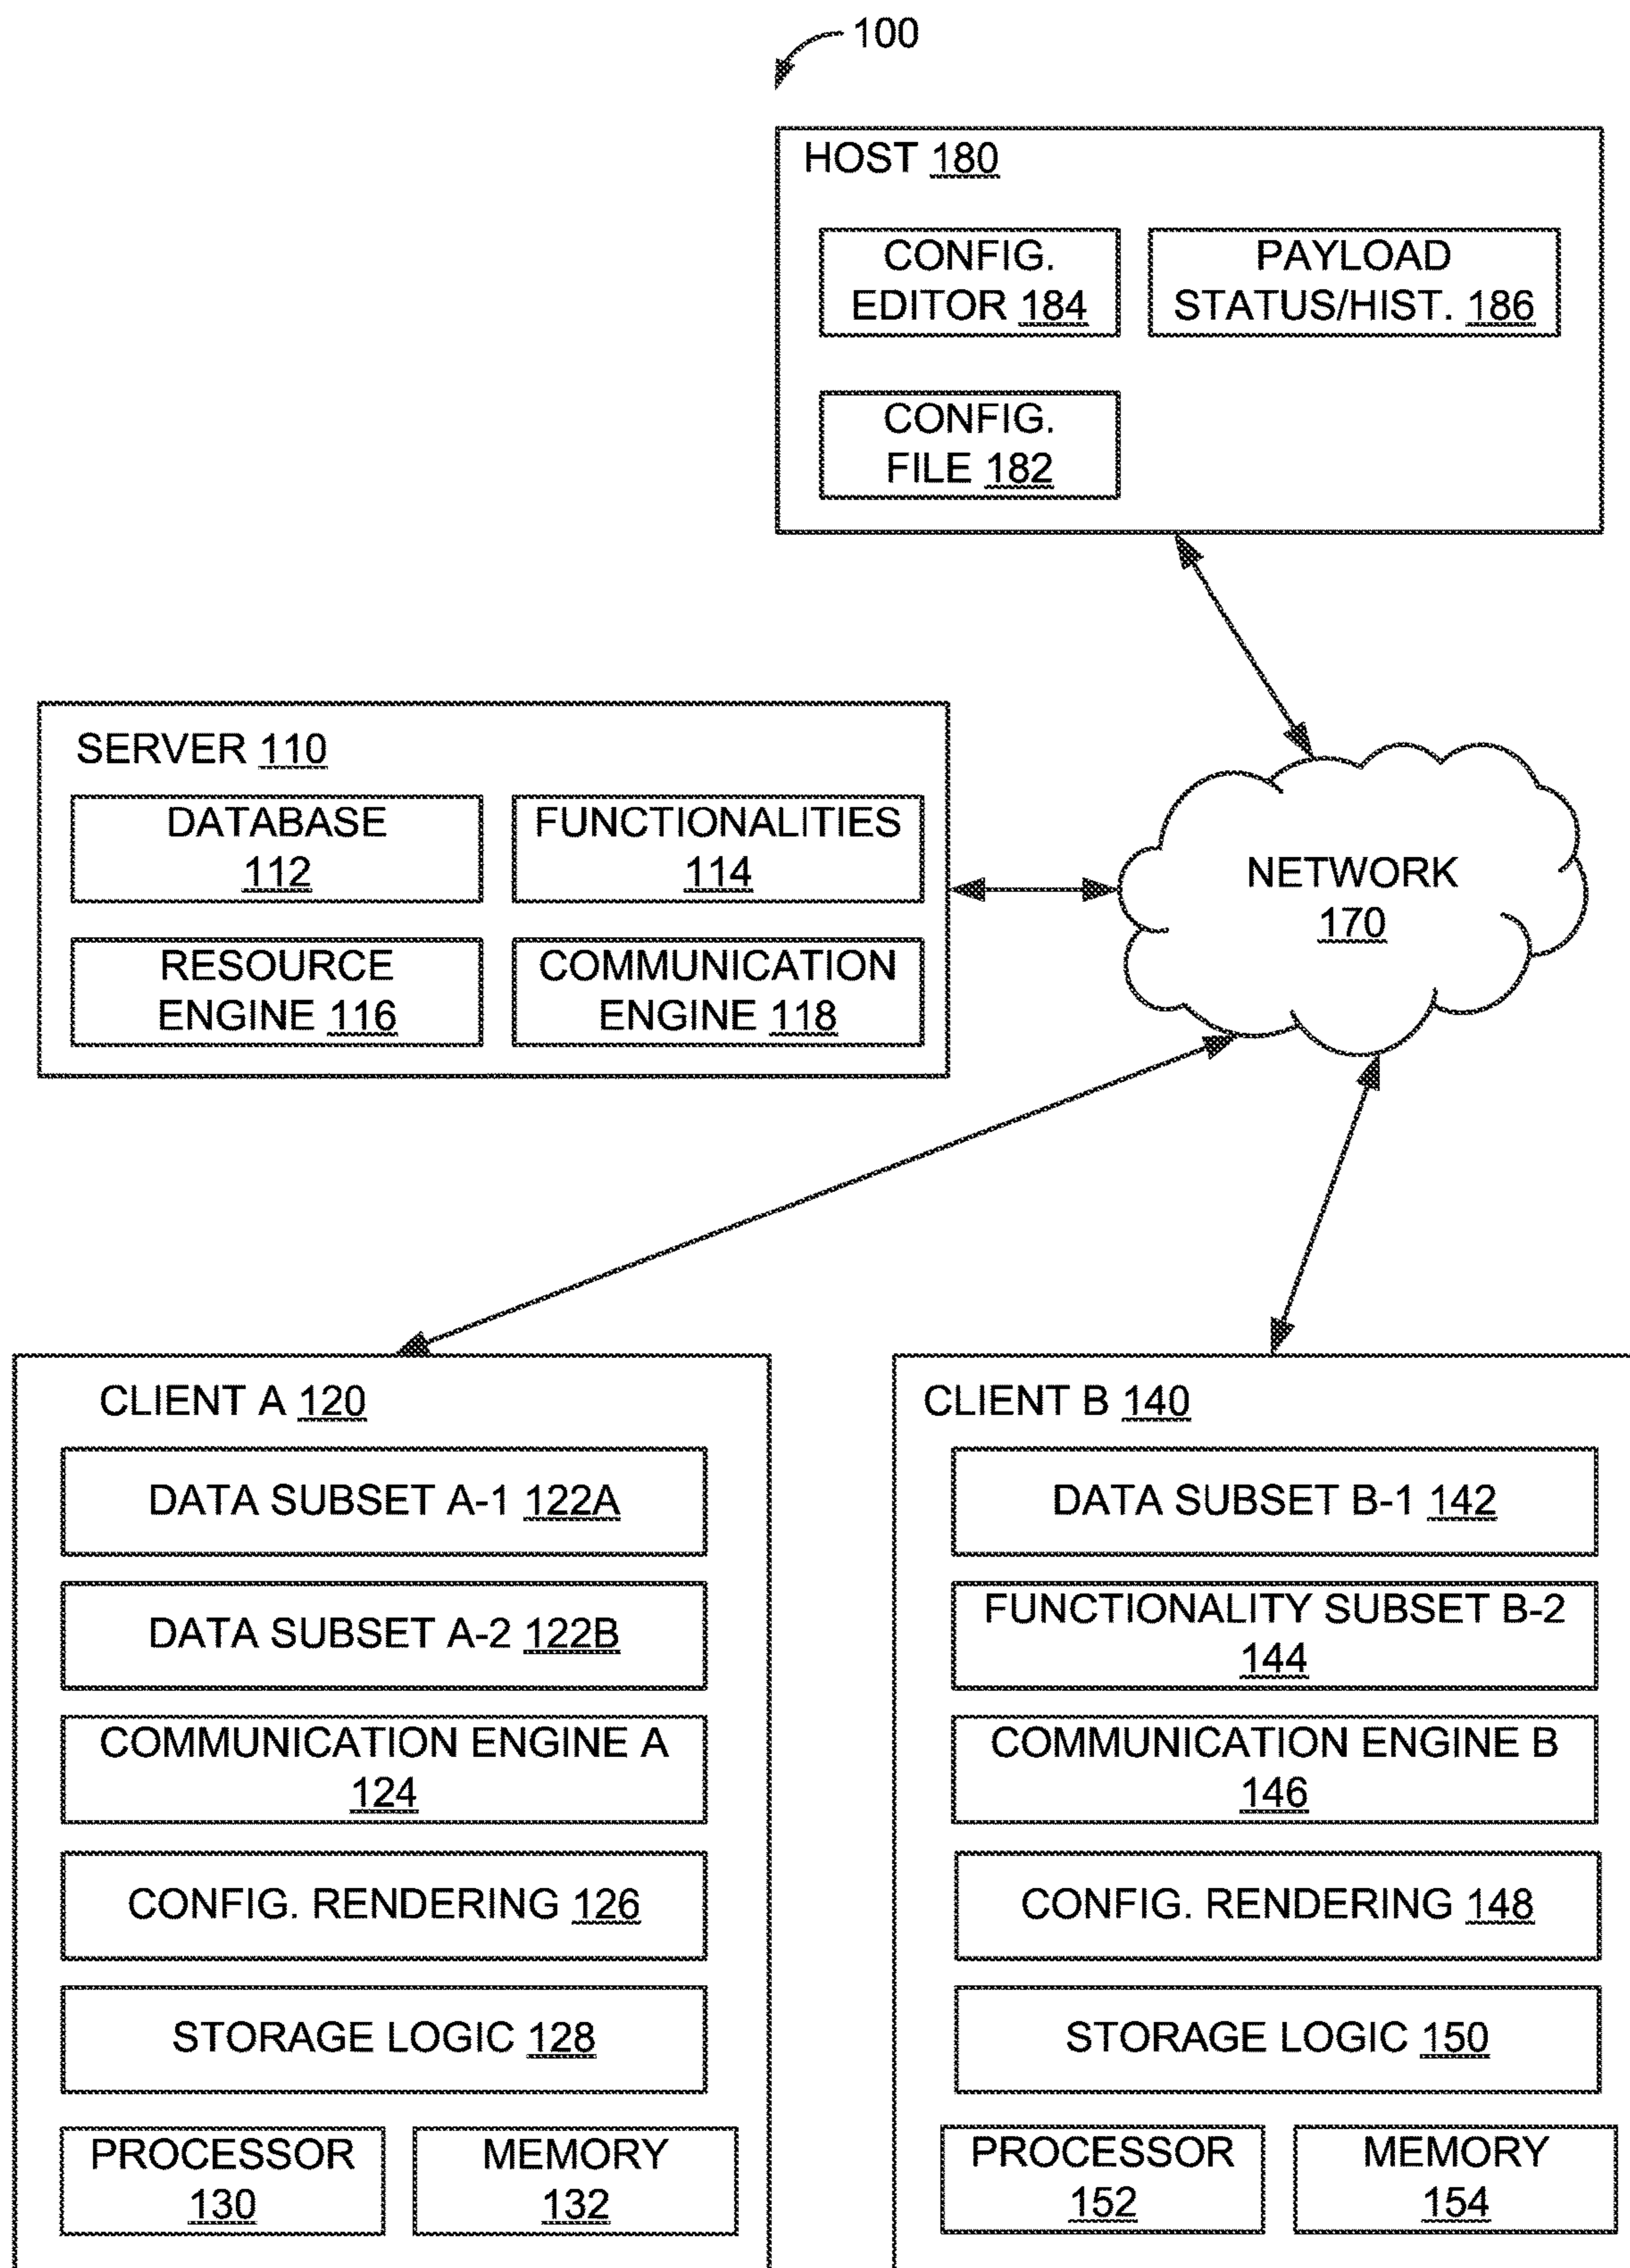 100
HOST 180
CONFIG.
EDITOR 184
PAYLOAD
STATUS/HIST. 186
CONFIG.
FILE 182
SERVER 110
DATABASE
112
FUNCTIONALITIES
114
RESOURCE
ENGINE 116
COMMUNICATION
ENGINE 118
NETWORK
170
CLIENT A 120
DATA SUBSET A-1 122A
DATA SUBSET A-2 122B
COMMUNICATION ENGINE A
124
CONFIG. RENDERING 126
STORAGE LOGIC 128
PROCESSOR
130
MEMORY
132
CLIENT B 140
DATA SUBSET B-1 142
FUNCTIONALITY SUBSET B-2
144
COMMUNICATION ENGINE B
146
CONFIG. RENDERING 148
STORAGE LOGIC 150
PROCESSOR
152
MEMORY
154